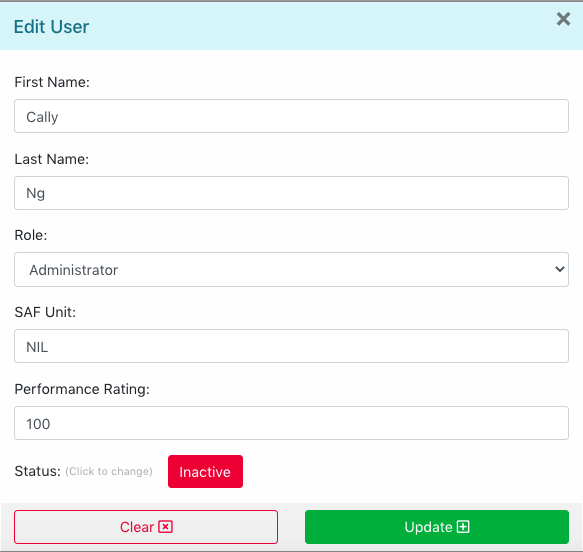 Edit User
First Name:
Cally
Last Name:
Ng
Role:
Administrator
SAF Unit:
NIL
Performance Rating:
100
Status: (Click to change) Inactive
Clear Update